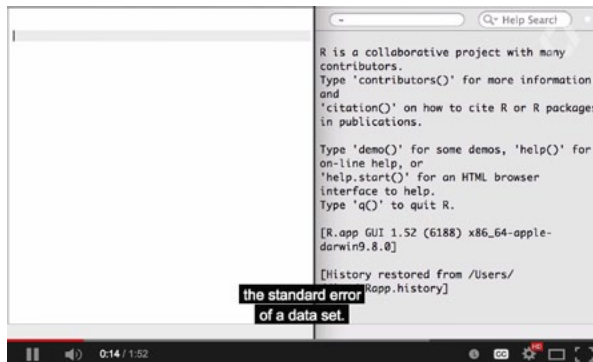 ~
Q- Help Search
R is a collaborative project with many
contributors.
Type 'contributors()' for more information
and
'citation()' on how to cite R or R packages
in publications.
Type 'demo()' for some demos, 'help()' for
on-line help, or
'help.start()' for an HTML browser
interface to help.
Type 'q()' to quit R.
[R.app GUI 1.52 (6188) x86_64-apple-
darwin9.8.0]
[History restored from /Users/
Rapp.history]
the standard error
of a data set.
0:14 / 1:52
CC
HD